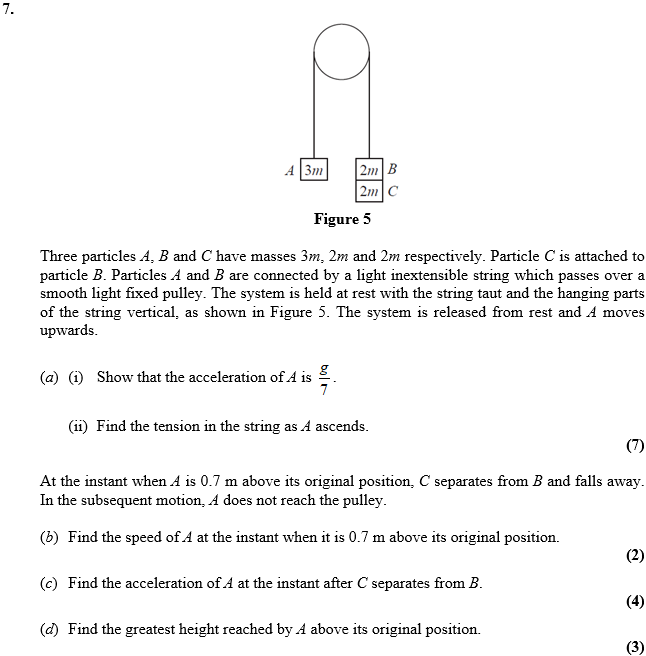 7.
A 3m 2m B
2m C
Figure 5
Three particles A, B and C have masses 3m, 2m and 2m respectively. Particle C is attached to
particle B. Particles A and B are connected by a light inextensible string which passes over a
smooth light fixed pulley. The system is held at rest with the string taut and the hanging parts
of the string vertical, as shown in Figure 5. The system is released from rest and A moves
upwards.
(a) (i) Show that the acceleration of A is g/7.
(ii) Find the tension in the string as A ascends.
(7)
At the instant when A is 0.7 m above its original position, C separates from B and falls away.
In the subsequent motion, A does not reach the pulley.
(b) Find the speed of A at the instant when it is 0.7 m above its original position.
(2)
(c) Find the acceleration of A at the instant after C separates from B.
(4)
(d) Find the greatest height reached by A above its original position.
(3)